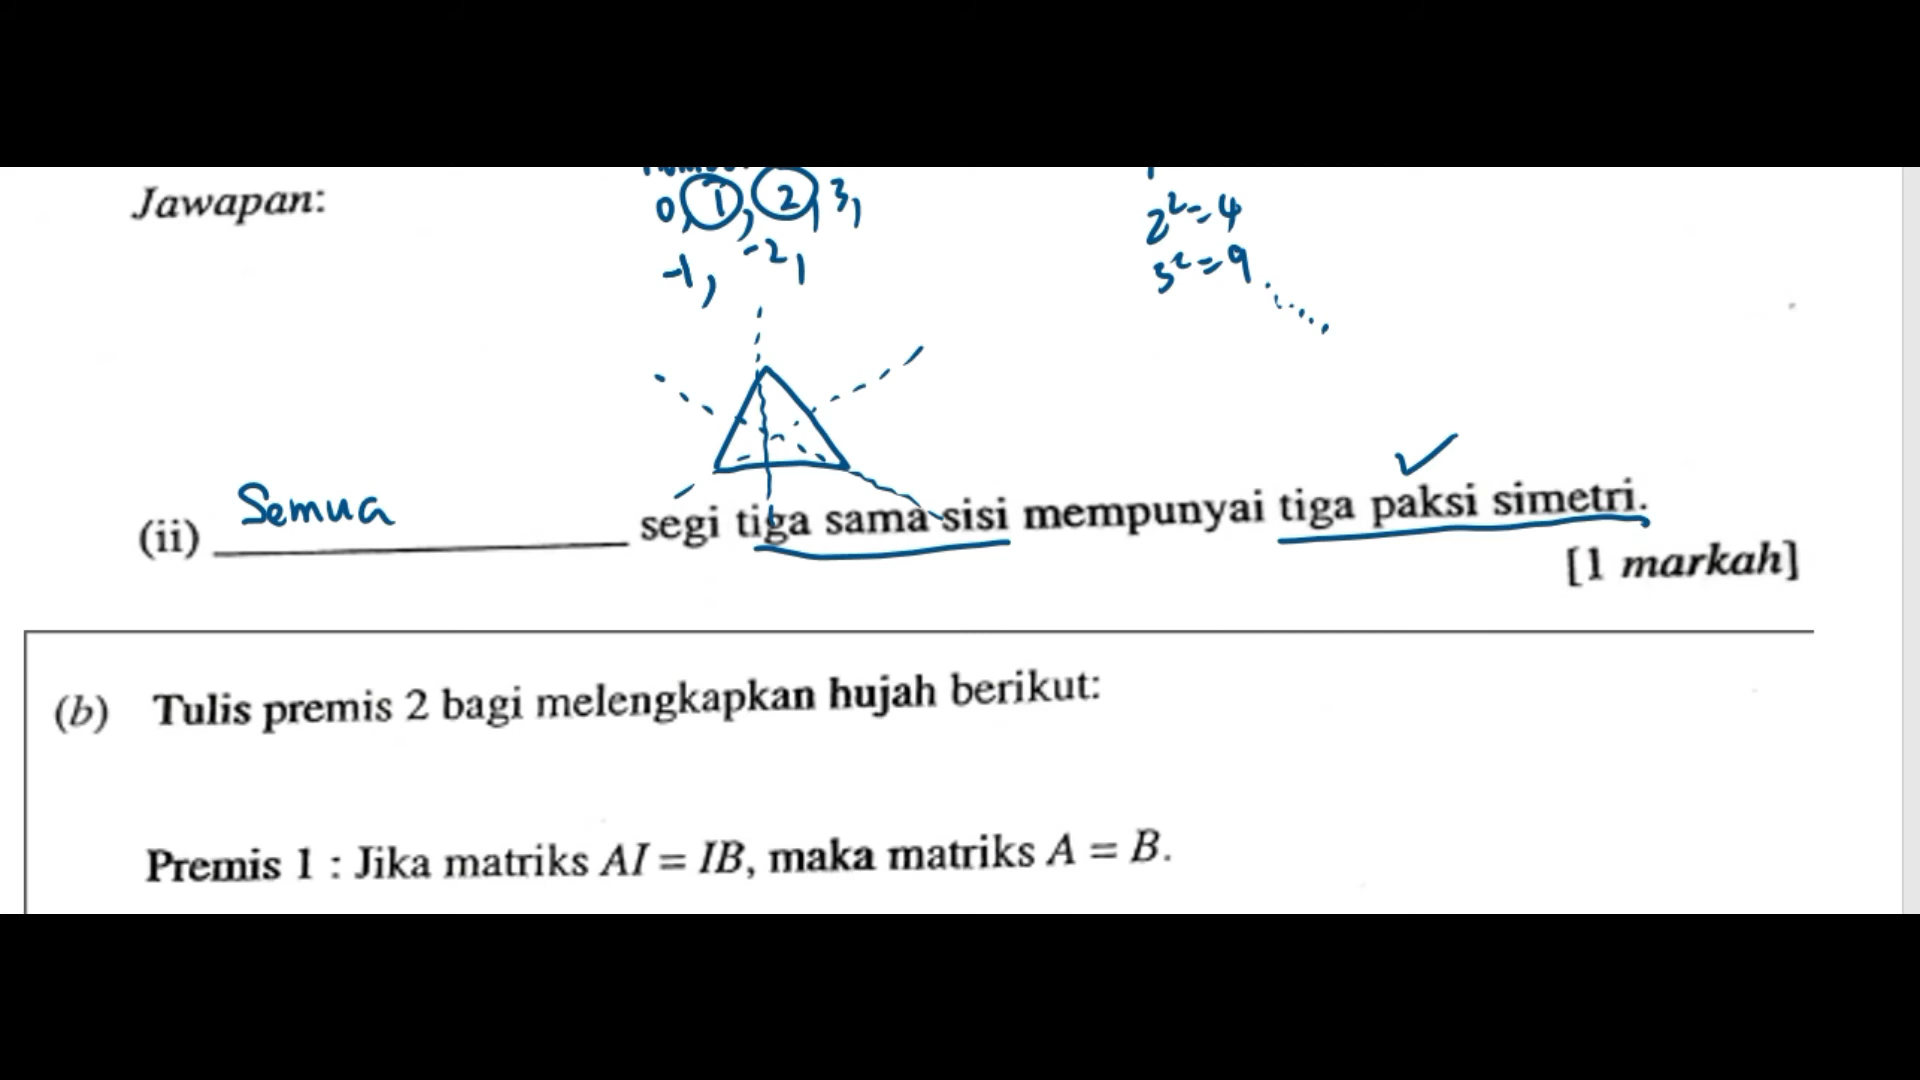 Jawapan:
0, 1, 2, 3,
-1, -2,
2²=4
3²=9......
(ii) Semua segi tiga sama sisi mempunyai tiga paksi simetri.
[1 markah]
(b) Tulis premis 2 bagi melengkapkan hujah berikut:
Premis 1 : Jika matriks AI = IB, maka matriks A = B.